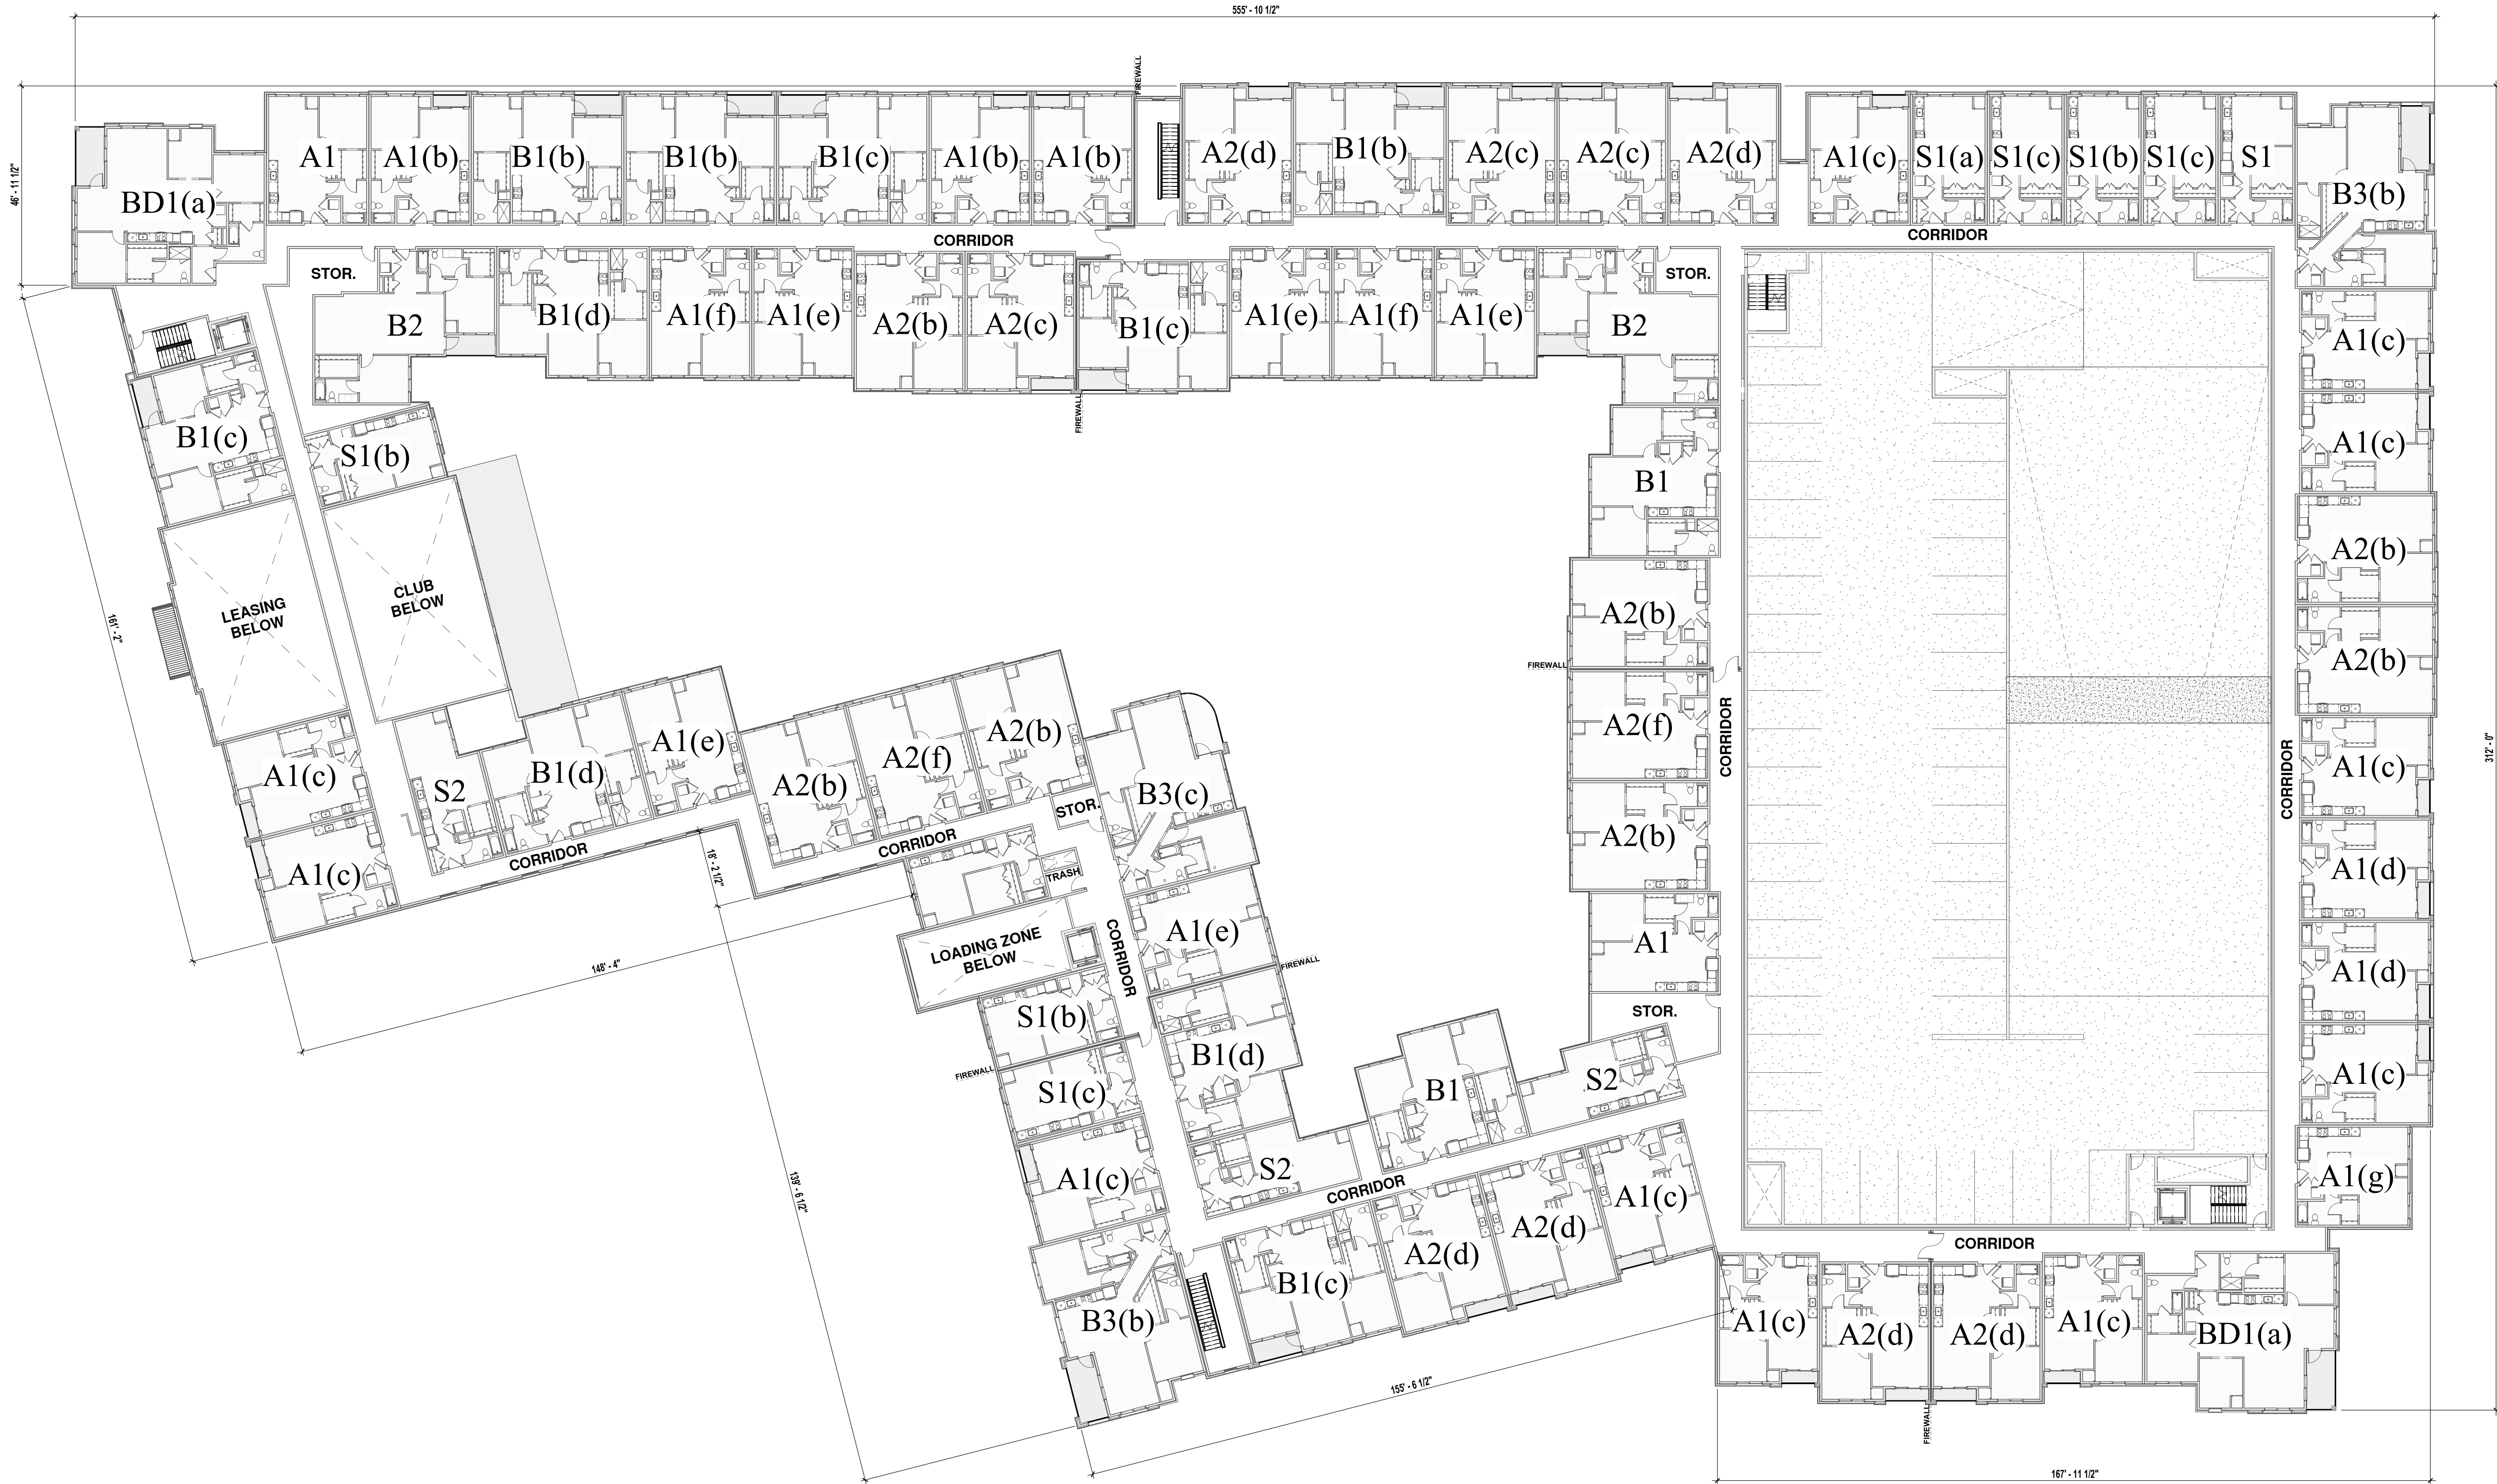 555' - 10 1/2"
FIREWALL
46' - 11 1/2"
A1
A1(b)
B1(b)
B1(b)
B1(c)
A1(b)
A1(b)
A2(d)
B1(b)
A2(c)
A2(c)
A2(d)
A1(c)
S1(a)
S1(c)
S1(b)
S1(c)
S1
BD1(a)
B3(b)
CORRIDOR
CORRIDOR
STOR.
STOR.
B2
B1(d)
A1(f)
A1(e)
A2(b)
A2(c)
B1(c)
A1(e)
A1(f)
A1(e)
B2
A1(c)
FIREWALL
B1(c)
S1(b)
B1
A1(c)
161' - 2"
LEASING
BELOW
CLUB
BELOW
A2(b)
A2(b)
FIREWALL
A2(b)
A2(f)
CORRIDOR
312' - 0"
A1(c)
S2
B1(d)
A1(e)
A2(b)
A2(f)
A2(b)
B3(c)
STOR.
A2(b)
CORRIDOR
A1(c)
A1(c)
CORRIDOR
18' - 2 1/2"
CORRIDOR
TRASH
A1(d)
148' - 4"
LOADING ZONE
BELOW
CORRIDOR
A1(e)
FIREWALL
A1
A1(d)
S1(b)
STOR.
FIREWALL
S1(c)
B1(d)
B1
S2
A1(c)
139' - 6 1/2"
A1(c)
S2
CORRIDOR
A1(c)
A1(g)
B3(b)
B1(c)
A2(d)
A2(d)
CORRIDOR
A1(c)
A2(d)
A2(d)
A1(c)
BD1(a)
155' - 6 1/2"
FIREWALL
167' - 11 1/2"